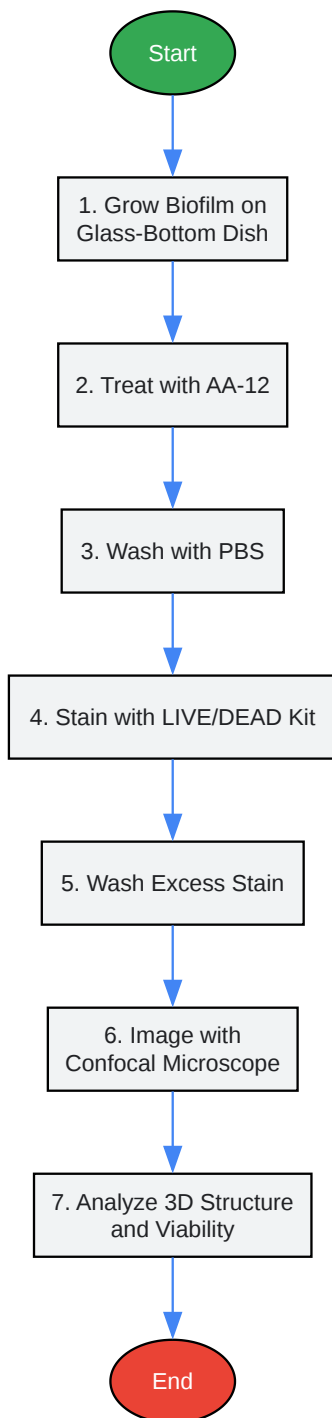 Start
1. Grow Biofilm on
Glass-Bottom Dish
2. Treat with AA-12
3. Wash with PBS
4. Stain with LIVE/DEAD Kit
5. Wash Excess Stain
6. Image with
Confocal Microscope
7. Analyze 3D Structure
and Viability
End